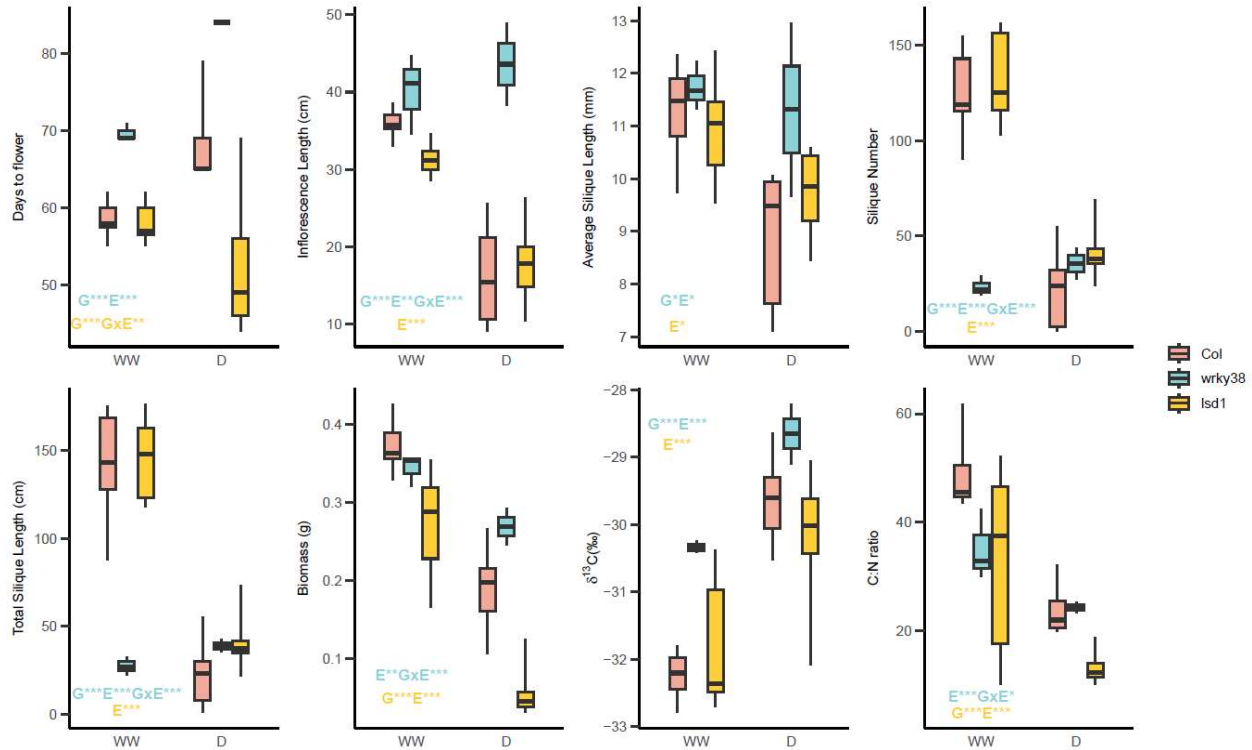 Days to flower
80
70
60
50
G***E***
G***GxE**
WW D
Inflorescence Length (cm)
50
40
30
20
10
G***E**GxE***
E***
WW D
Average Silique Length (mm)
13
12
11
10
9
8
7
G*E*
E*
WW D
Silique Number
150
100
50
0
G***E***GxE***
E***
WW D
Col
wrky38
lsd1
Total Silique Length (cm)
150
100
50
0
G***E***GxE***
E***
WW D
Biomass (g)
0.4
0.3
0.2
0.1
E**GxE***
G***E***
WW D
δ13C(‰)
−28
−29
−30
−31
−32
−33
G***E***
E***
WW D
C:N ratio
60
40
20
E***GxE*
G***E***
WW D